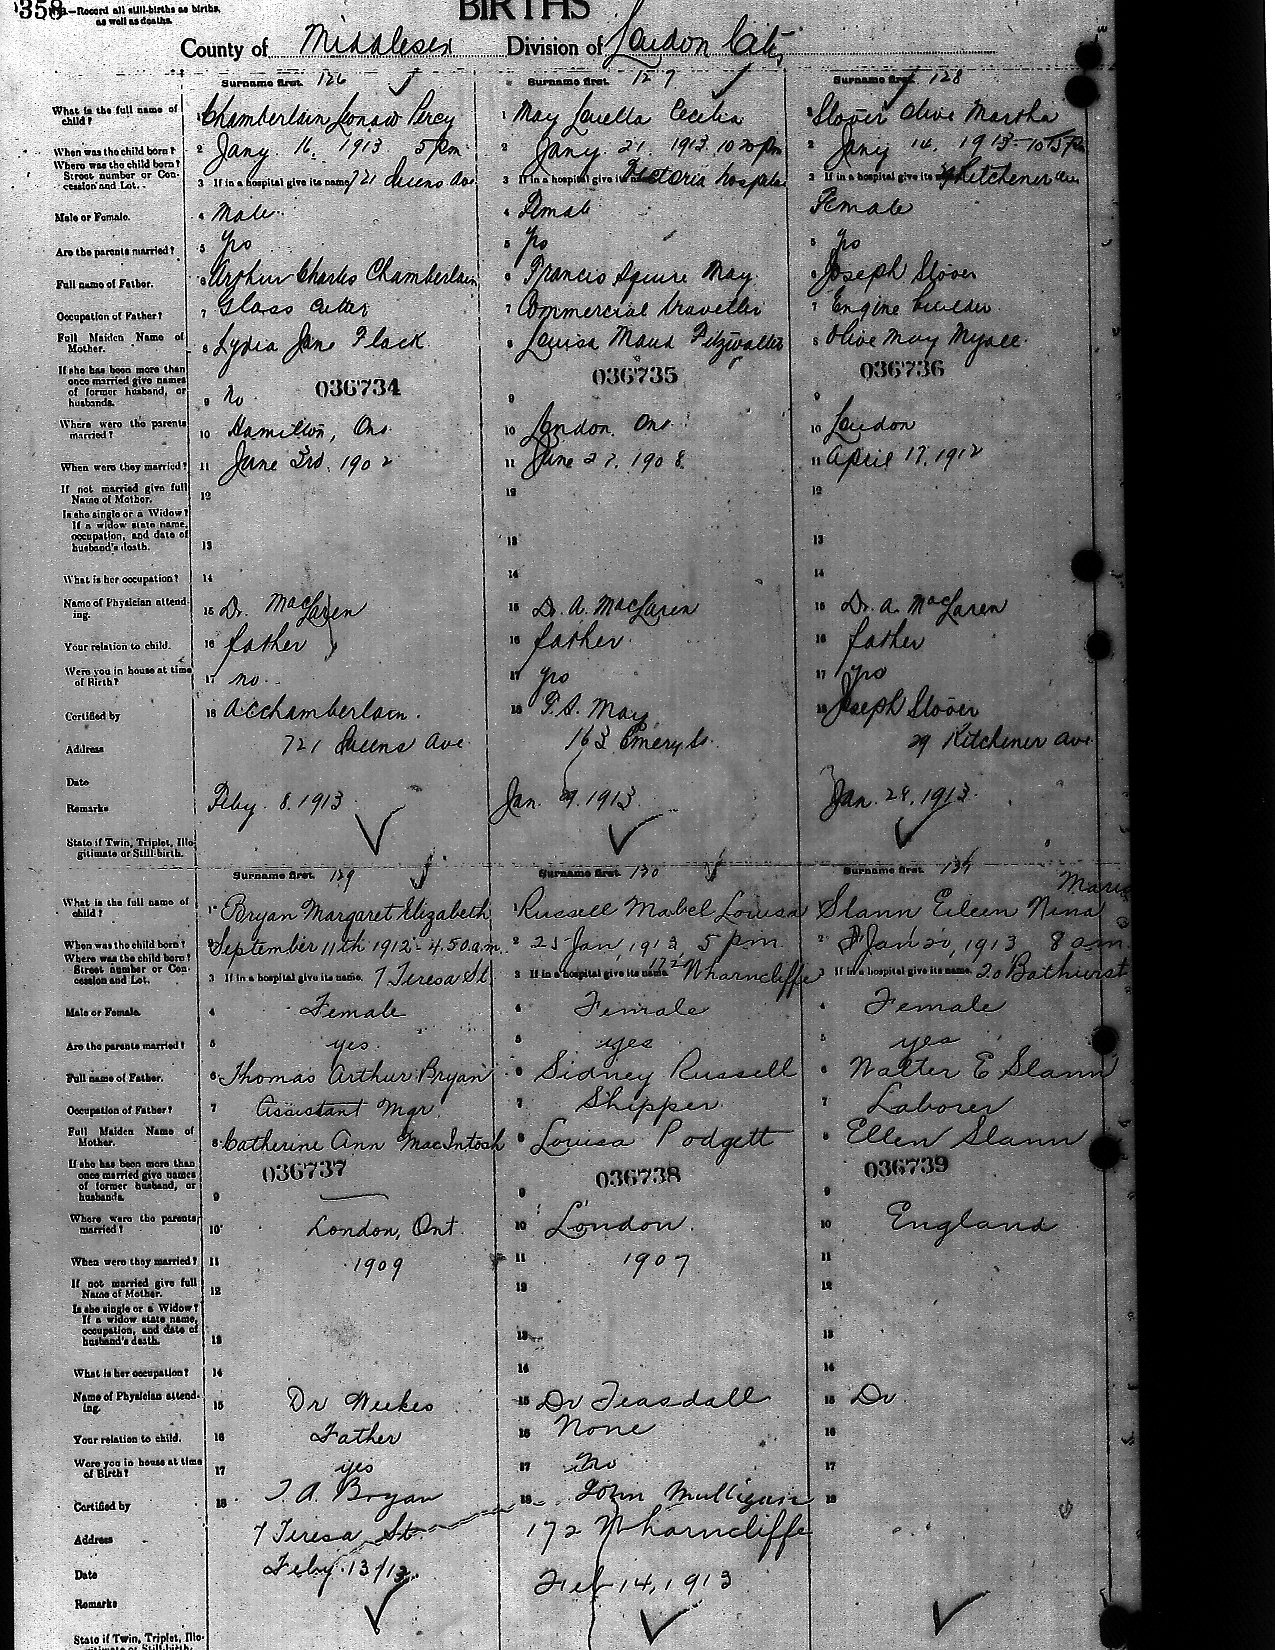 358
—Record all still-births as births,
as well as deaths.
BIRTHS
County of Middlesex Division of London City
Surname first. 126
Surname first. 127
Surname first. 128
What is the full name of child? 1 Chamberlain Percy
1 May Luella Cecilia
1 Stover Olive Martha
When was the child born? 2 Jany. 16, 1913 5 pm
2 Jany. 21, 1913 10 20 pm
2 Jany 14, 1913
Where was the child born? Street number or Concession and Lot. 3 If in a hospital give its name 721 Queens Ave
3 If in a hospital give its name Victoria hospital
3 If in a hospital give its name Kitchener Ave
Male or Female. 4 Male
4 Female
Female
Are the parents married? 5 yes
5 yes
5 yes
Full name of Father. 6 Arthur Charles Chamberlain
6 Francis Squire May
6 Joseph Stover
Occupation of Father? 7 Glass cutter
7 Commercial traveller
7 Engine builder
Full Maiden Name of Mother. 8 Lydia Jane Flack
8 Louisa Maud Fitzwalter
8 Olive May Myall
If she has been more than once married give names of former husband, or husbands. 9 no
036734
9
036735
9
036736
Where were the parents married? 10 Hamilton, Ont
10 London, Ont
10 London
When were they married? 11 June 3rd. 1902
11 June 27, 1908
11 April 17, 1912
If not married give full Name of Mother. 12
12
12
Is she single or a Widow? If a widow state name, occupation, and date of husband's death. 13
13
13
What is her occupation? 14
14
14
Name of Physician attending. 15 Dr. MacLaren
15 Dr. A. MacLaren
15 Dr. A. MacLaren
Your relation to child. 16 father
16 father
16 father
Were you in house at time of Birth? 17 no
17 yes
17 yes
Certified by 18 A C Chamberlain
18 F. S. May
18 Joseph Stover
Address 721 Queens Ave
163 Emery St.
29 Kitchener Ave
Date
Remarks Feby. 8, 1913
Jan. 1913
Jan. 1913
State if Twin, Triplet, Illegitimate or Still-birth.
Surname first. 129
Surname first. 130
Surname first.
What is the full name of child? 1 Bryan Margaret Elizabeth
1 Russell Mabel Louisa
1 Slann Eileen Nina Marie
When was the child born? 2 September 11th 1912 - 4.50 a.m.
2 25 Jan, 1913 5 pm
2 Jan 20, 1913 8 am
Where was the child born? Street number or Concession and Lot. 3 If in a hospital give its name. 7 Teresa St
3 If in a hospital give its name 172 Wharncliffe
3 If in a hospital give its name. 20 Bathurst
Male or Female. 4 Female
4 Female
4 Female
Are the parents married? 5 yes
5 yes
5 yes
Full name of Father. 6 Thomas Arthur Bryan
6 Sidney Russell
6 Walter E Slann
Occupation of Father? 7 Assistant Mgr.
7 Shipper
7 Laborer
Full Maiden Name of Mother. 8 Catherine Ann MacIntosh
8 Louisa Podgett
8 Ellen Slann
If she has been more than once married give names of former husband, or husbands. 9
036737
9
036738
9
036739
Where were the parents married? 10 London, Ont
10 London
10 England
When were they married? 11 1909
11 1907
11
If not married give full Name of Mother. 12
12
12
Is she single or a Widow? If a widow state name, occupation, and date of husband's death. 13
13
13
What is her occupation? 14
14
14
Name of Physician attending. 15 Dr Weekes
15 Dr Teasdall
15 Dr
Your relation to child. 16 Father
16 None
16
Were you in house at time of Birth? 17 yes
17 No
17
Certified by 18 T. A. Bryan
18 John Mulligan
18
Address 7 Teresa St.
172 Wharncliffe
Date Feby. 13/13
Feb 14, 1913
Remarks
State if Twin, Triplet, Illegitimate or Still-birth.